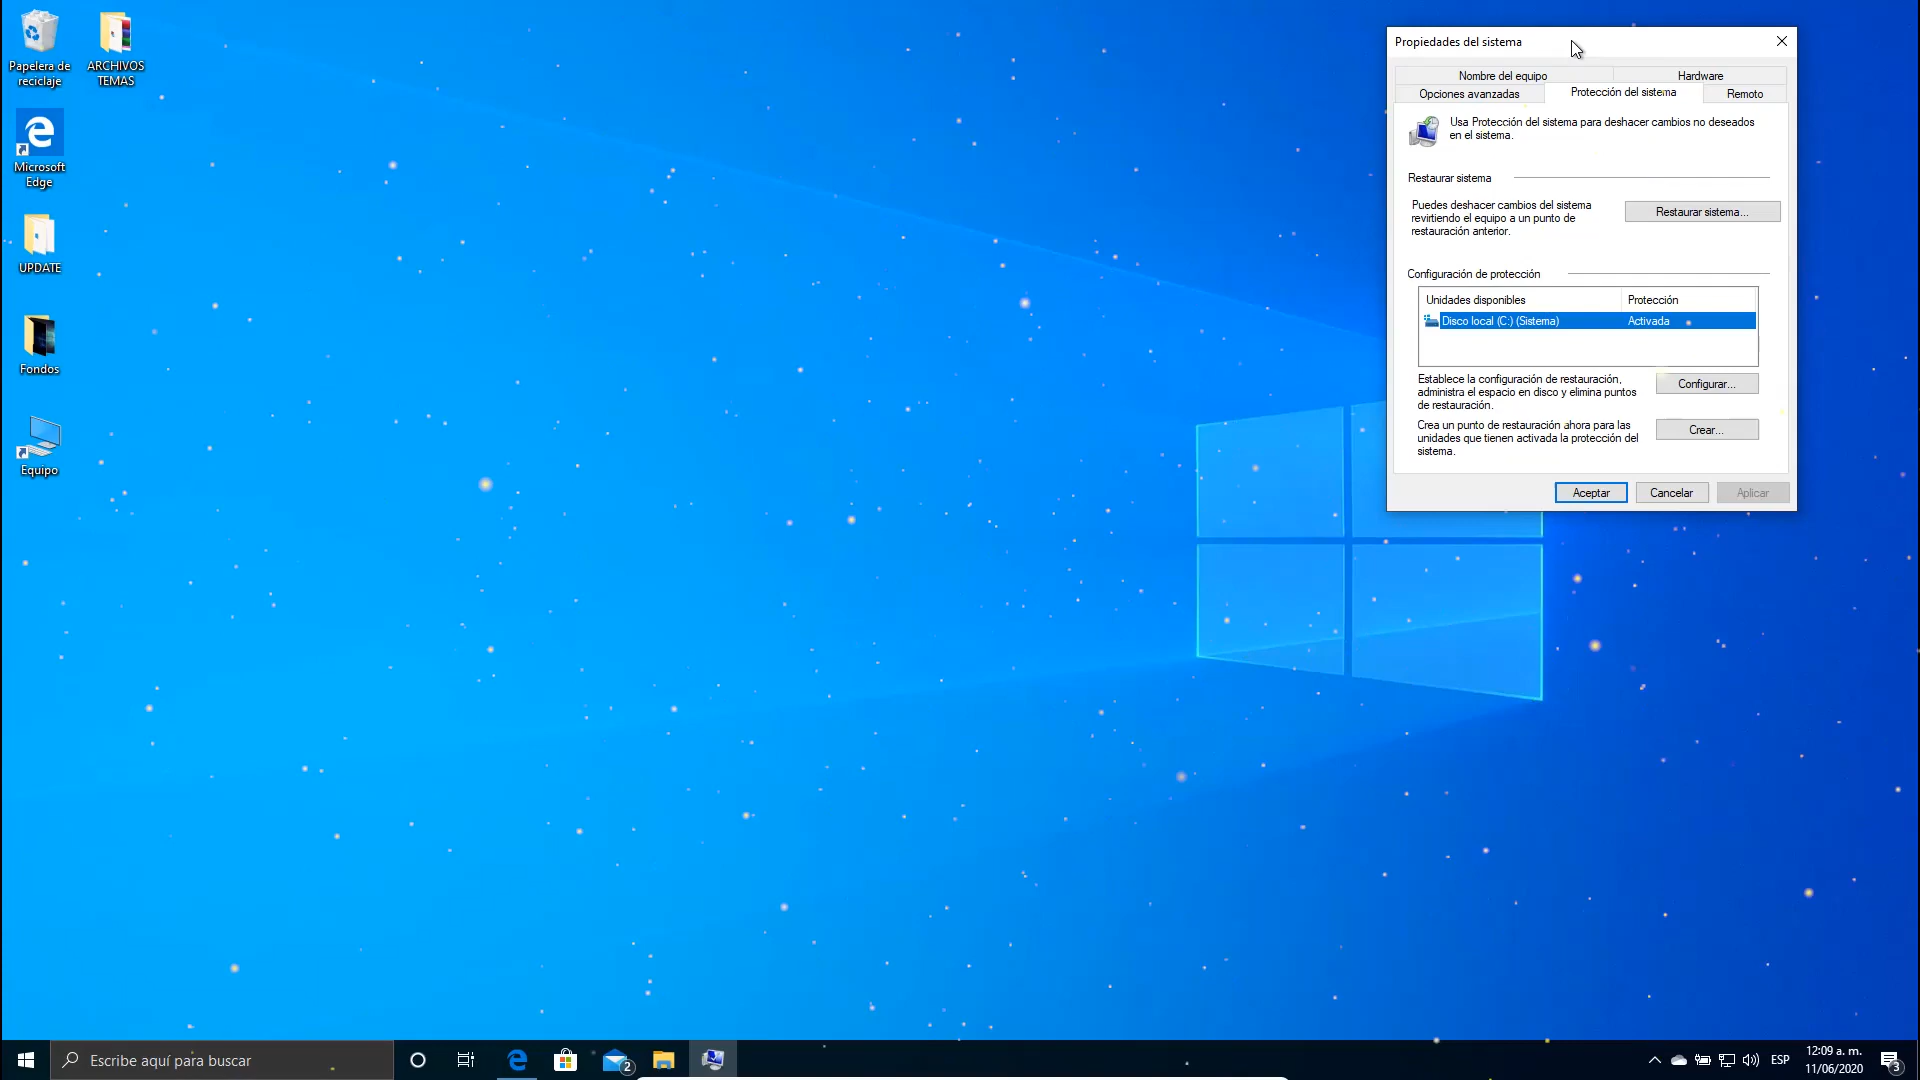 Papelera de
reciclaje
ARCHIVOS
TEMAS
Microsoft
Edge
UPDATE
Fondos
Equipo
Propiedades del sistema
Nombre del equipo
Hardware
Opciones avanzadas
Protección del sistema
Remoto
Usa Protección del sistema para deshacer cambios no deseados
en el sistema.
Restaurar sistema
Puedes deshacer cambios del sistema
revirtiendo el equipo a un punto de
restauración anterior.
Restaurar sistema...
Configuración de protección
Unidades disponibles
Protección
Disco local (C:) (Sistema)
Activada
Establece la configuración de restauración,
administra el espacio en disco y elimina puntos
de restauración.
Configurar...
Crea un punto de restauración ahora para las
unidades que tienen activada la protección del
sistema.
Crear...
Aceptar
Cancelar
Aplicar
Escribe aquí para buscar
2
ESP
12:09 a. m.
11/06/2020
3